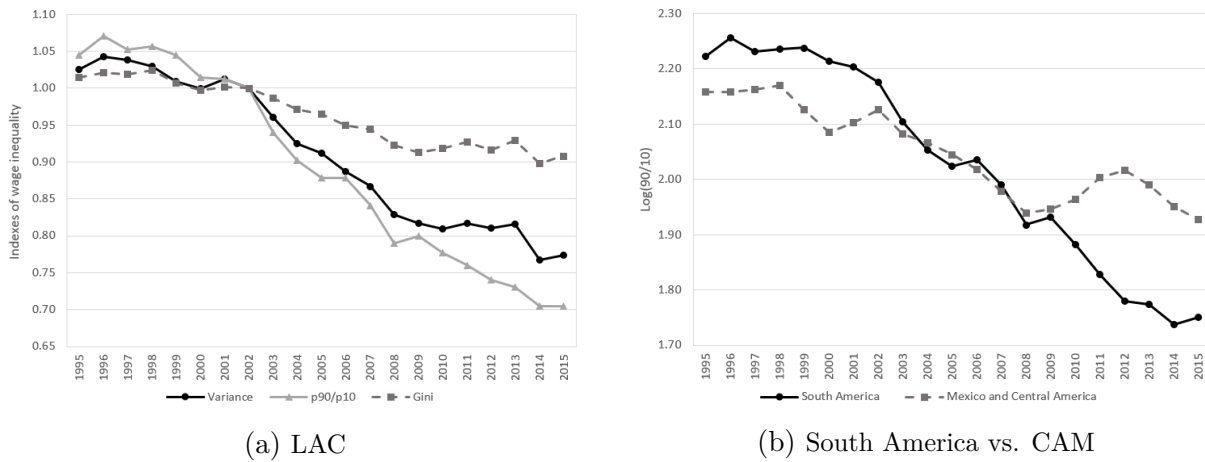 1.10
1.05
1.00
0.95
0.90
0.85
0.80
0.75
0.70
0.65
Indexes of wage inequality
1995 1996 1997 1998 1999 2000 2001 2002 2003 2004 2005 2006 2007 2008 2009 2010 2011 2012 2013 2014 2015
Variance p90/p10 Gini
(a) LAC
2.30
2.20
2.10
2.00
1.90
1.80
1.70
Log(90/10)
1995 1996 1997 1998 1999 2000 2001 2002 2003 2004 2005 2006 2007 2008 2009 2010 2011 2012 2013 2014 2015
South America Mexico and Central America
(b) South America vs. CAM